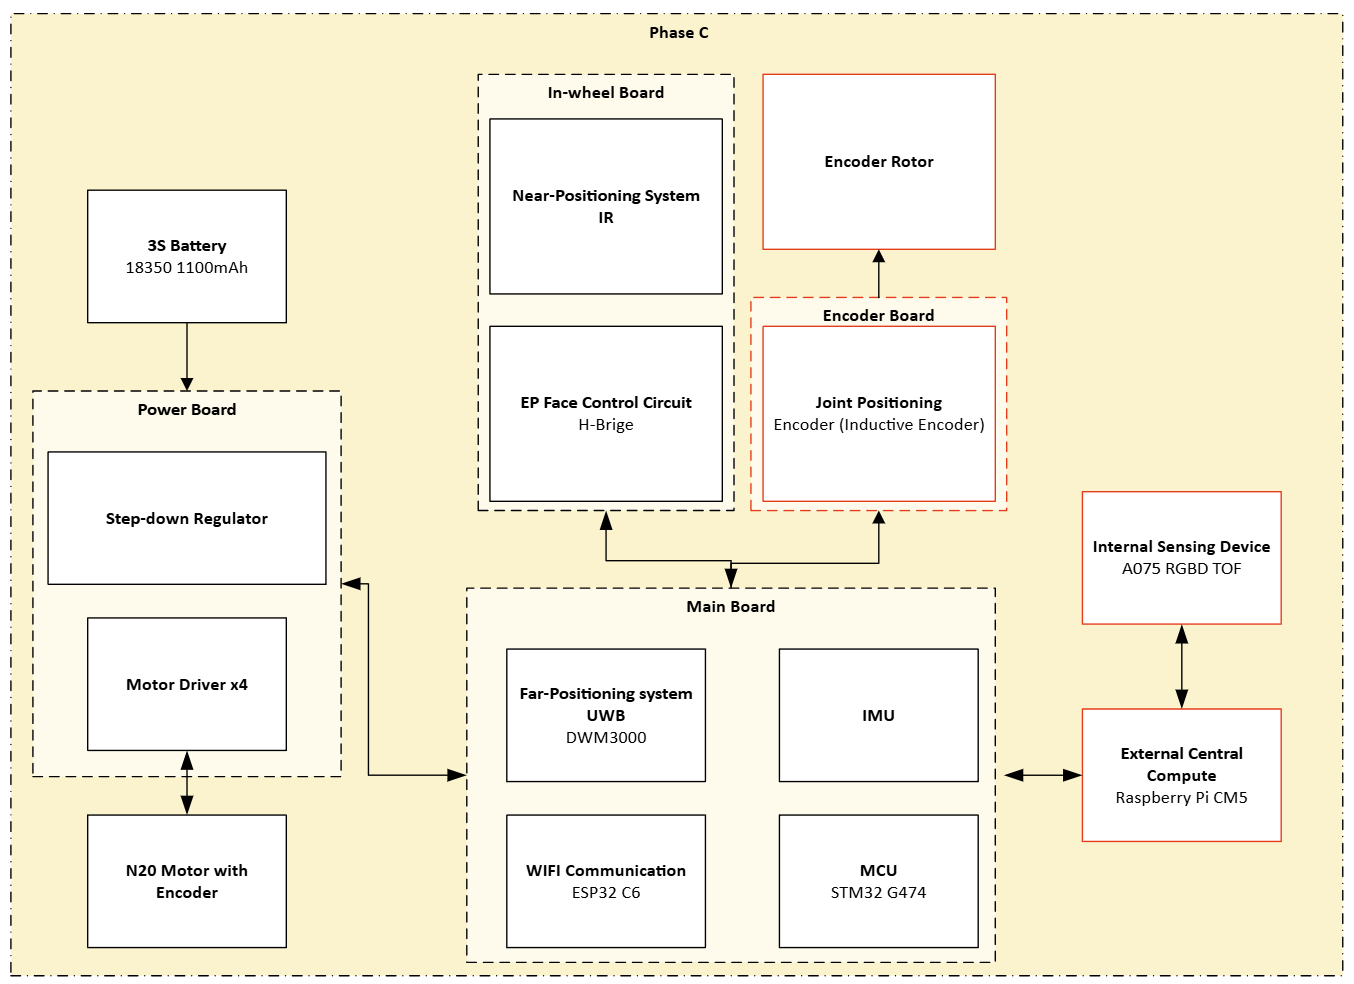 Phase C
In-wheel Board
Near-Positioning System
IR
EP Face Control Circuit
H-Brige
Encoder Rotor
Encoder Board
Joint Positioning
Encoder (Inductive Encoder)
3S Battery
18350 1100mAh
Power Board
Step-down Regulator
Motor Driver x4
N20 Motor with
Encoder
Main Board
Far-Positioning system
UWB
DWM3000
IMU
WIFI Communication
ESP32 C6
MCU
STM32 G474
Internal Sensing Device
A075 RGBD TOF
External Central
Compute
Raspberry Pi CM5